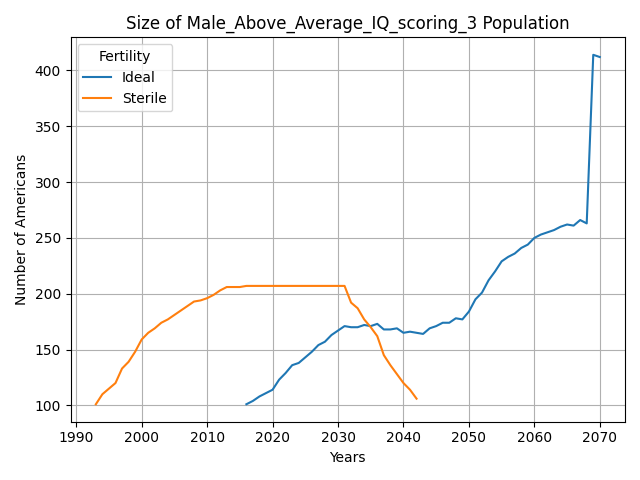 Size of Male_Above_Average_IQ_scoring_3 Population
Fertility
Ideal
Sterile
Number of Americans
400
350
300
250
200
150
100
1990
2000
2010
2020
2030
2040
2050
2060
2070
Years